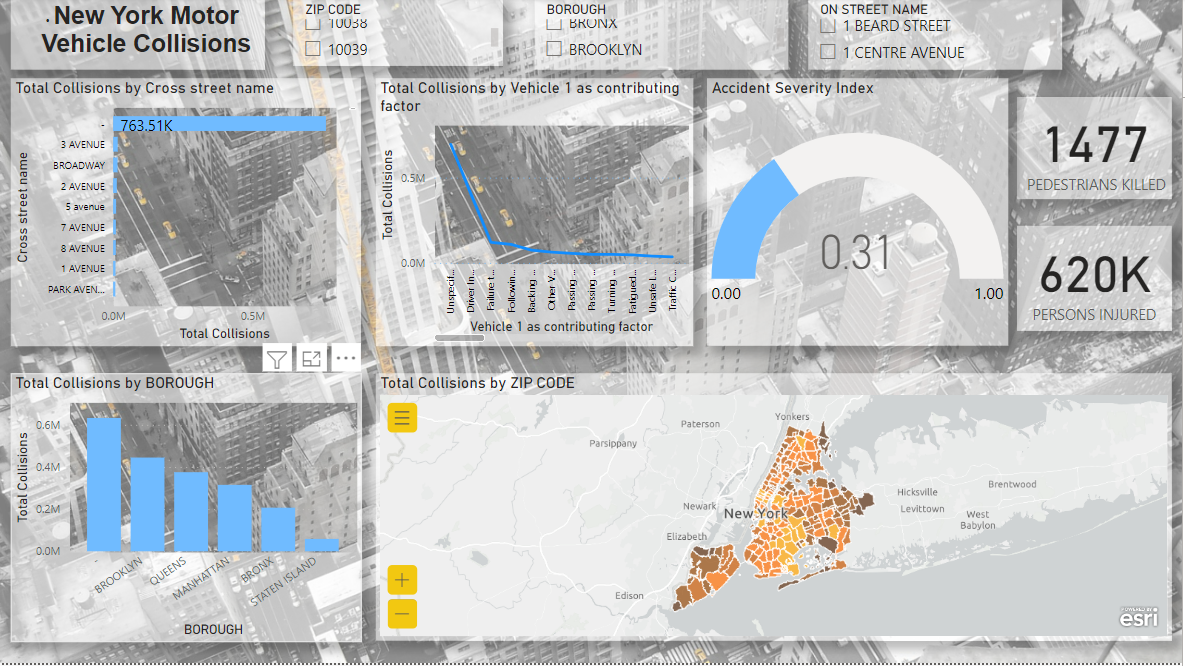 . New York Motor
Vehicle Collisions
ZIP CODE
10038
10039
BOROUGH
BRONX
BROOKLYN
ON STREET NAME
1 BEARD STREET
1 CENTRE AVENUE
Total Collisions by Cross street name
Cross street name
-
763.51K
3 AVENUE
BROADWAY
2 AVENUE
5 avenue
7 AVENUE
8 AVENUE
1 AVENUE
PARK AVEN...
0.0M
0.5M
Total Collisions
Total Collisions by Vehicle 1 as contributing
factor
Total Collisions
0.5M
0.0M
Unspecif...
Driver In...
Failure t...
Followin...
Backing ...
Other V...
Passing ...
Passing ...
Turning ...
Fatigued...
Unsafe L...
Traffic C...
Vehicle 1 as contributing factor
Accident Severity Index
0.31
0.00
1.00
1477
PEDESTRIANS KILLED
620K
PERSONS INJURED
Total Collisions by BOROUGH
Total Collisions
0.6M
0.4M
0.2M
0.0M
-
BROOKLYN
QUEENS
MANHATTAN
BRONX
STATEN ISLAND
BOROUGH
Total Collisions by ZIP CODE
Yonkers
Paterson
Parsippany
Hicksville
Brentwood
Newark
New York
Levittown
West
Babylon
Elizabeth
Edison
POWERED BY
esri